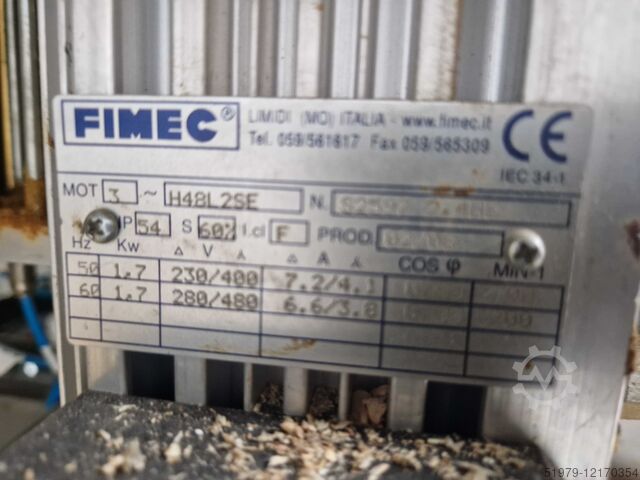 FIMEC® LIMIDI (MO) ITALIA - www.fimec.it CE
Tel. 059/561617 Fax 059/565309
IEC 34-1
MOT 3 ~ H48L2SE N.
IP 54 S 60% I.cl F PROD.
Hz Kw Δ V ⅄ Δ A ⅄ COS φ MIN-1
50 1.7 230/400 7.2/4.1
60 1.7 280/480 6.6/3.8
51979-12170354